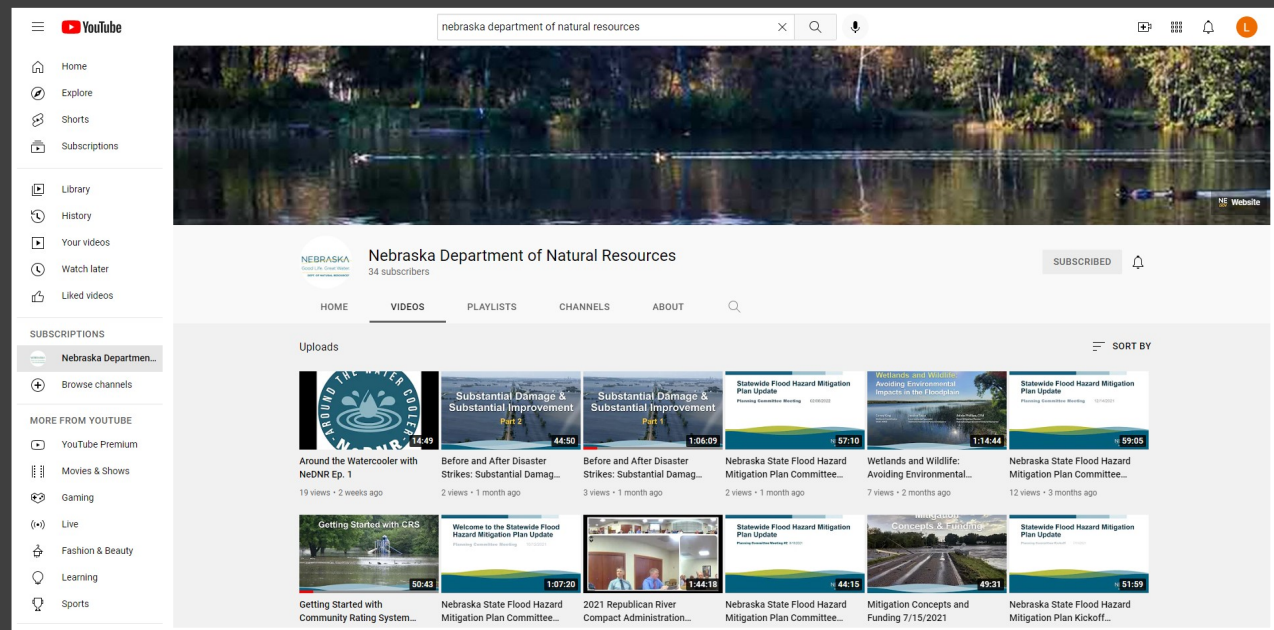 YouTube
nebraska department of natural resources
L
Home
Explore
Shorts
Subscriptions
Library
History
Your videos
Watch later
Liked videos
SUBSCRIPTIONS
Nebraska Departmen...
Browse channels
MORE FROM YOUTUBE
YouTube Premium
Movies & Shows
Gaming
Live
Fashion & Beauty
Learning
Sports
NE Website
NEBRASKA
Good Life. Great Water.
DEPT. OF NATURAL RESOURCES
Nebraska Department of Natural Resources
34 subscribers
SUBSCRIBED
HOME VIDEOS PLAYLISTS CHANNELS ABOUT
Uploads
SORT BY
AROUND THE WATER COOLER
NeDNR
14:49
Around the Watercooler with
NeDNR Ep. 1
19 views • 2 weeks ago
Substantial Damage &
Substantial Improvement
Part 2
44:50
Before and After Disaster
Strikes: Substantial Damag...
2 views • 1 month ago
Substantial Damage &
Substantial Improvement
Part 1
1:06:09
Before and After Disaster
Strikes: Substantial Damag...
3 views • 1 month ago
Statewide Flood Hazard Mitigation
Plan Update
Planning Committee Meeting
57:10
Nebraska State Flood Hazard
Mitigation Plan Committee...
2 views • 1 month ago
Wetlands and Wildlife:
Avoiding Environmental
Impacts in the Floodplain
1:14:44
Wetlands and Wildlife:
Avoiding Environmental...
7 views • 2 months ago
Statewide Flood Hazard Mitigation
Plan Update
Planning Committee Meeting
59:05
Nebraska State Flood Hazard
Mitigation Plan Committee...
12 views • 3 months ago
Getting Started with CRS
50:43
Getting Started with
Community Rating System...
Welcome to the Statewide Flood
Hazard Mitigation Plan Update
Planning Committee Meeting
1:07:20
Nebraska State Flood Hazard
Mitigation Plan Committee...
1:44:18
2021 Republican River
Compact Administration...
Statewide Flood Hazard Mitigation
Plan Update
44:15
Nebraska State Flood Hazard
Mitigation Plan Committee...
Mitigation
Concepts & Funding
49:31
Mitigation Concepts and
Funding 7/15/2021
Statewide Flood Hazard Mitigation
Plan Update
51:59
Nebraska State Flood Hazard
Mitigation Plan Kickoff...